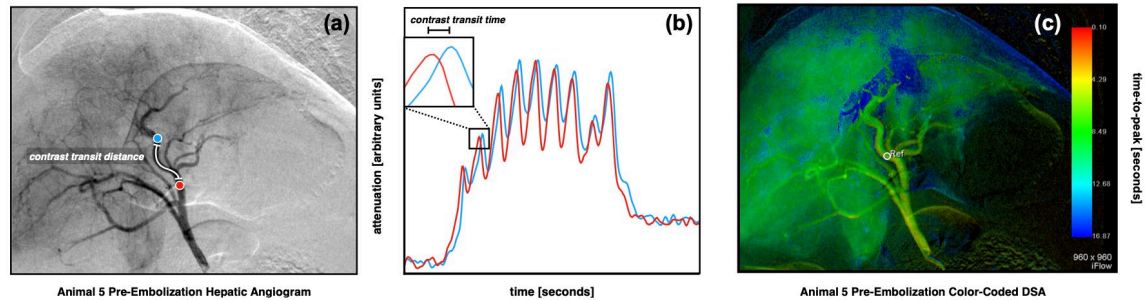 (a)
contrast transit distance
Animal 5 Pre-Embolization Hepatic Angiogram
(b)
contrast transit time
attenuation [arbitrary units]
time [seconds]
(c)
Ref
0.10
4.29
8.49
12.68
16.87
time-to-peak [seconds]
960 x 960
iFlow
Animal 5 Pre-Embolization Color-Coded DSA